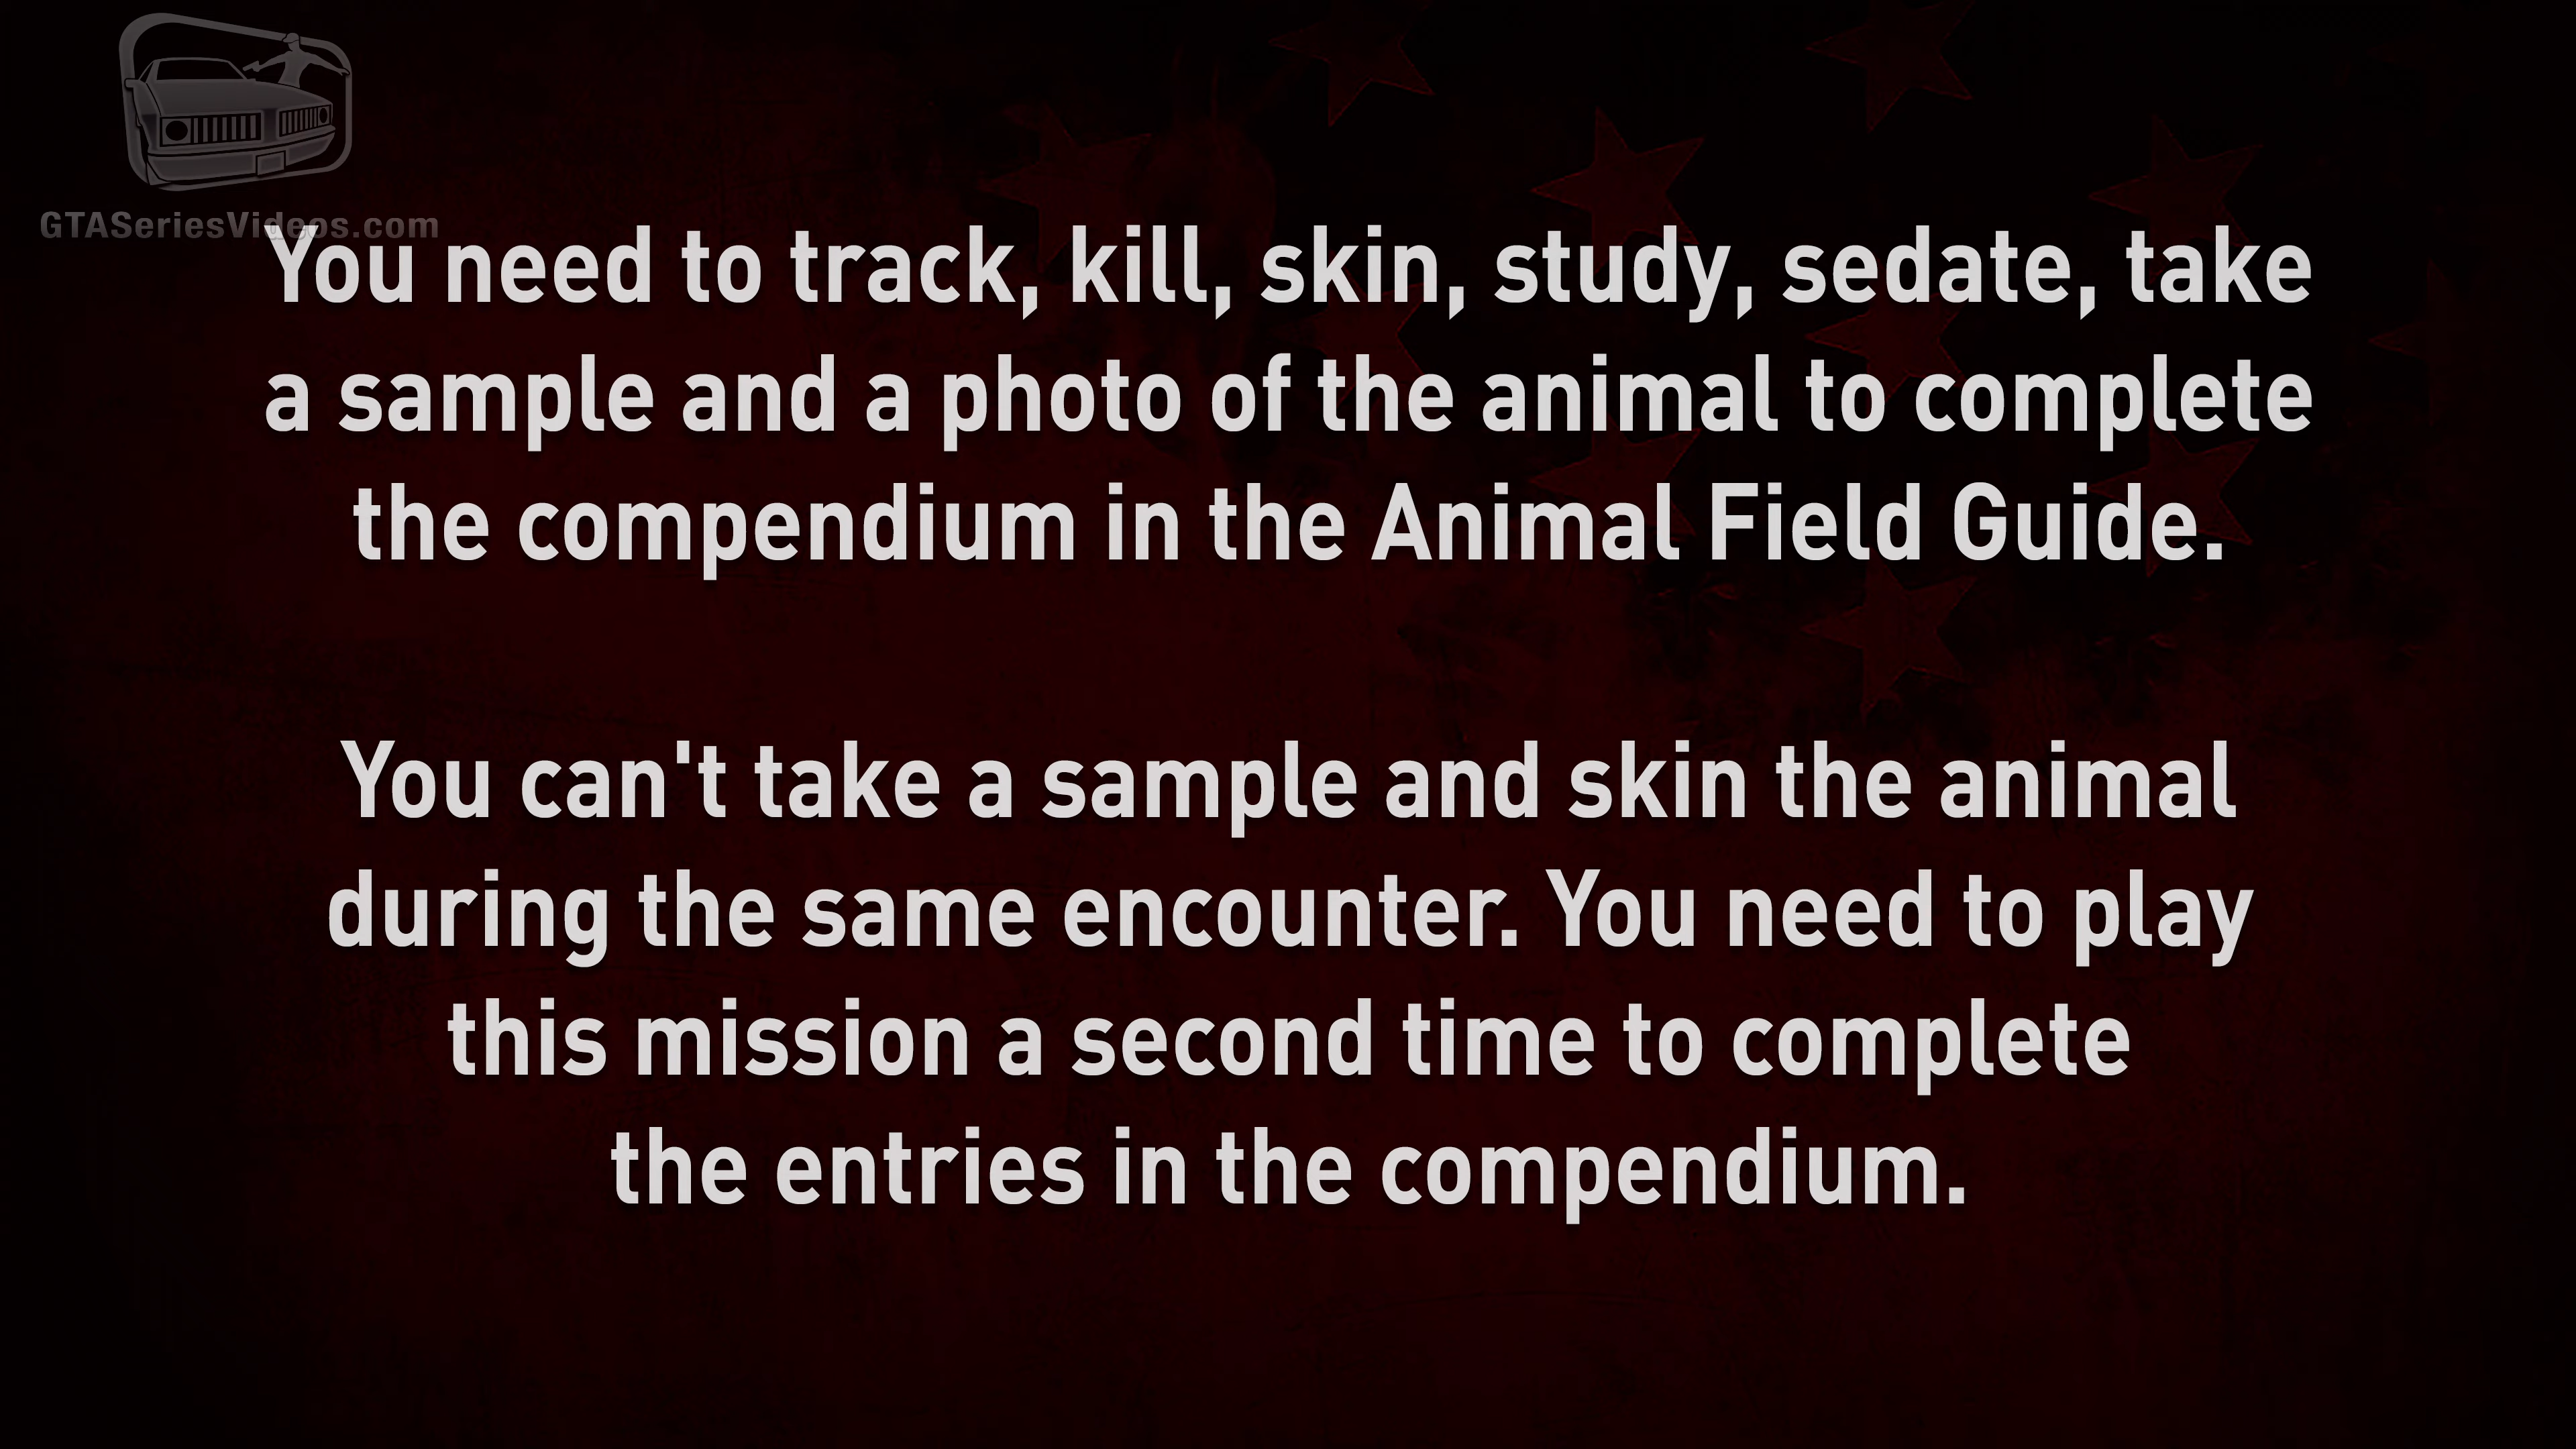 GTASeriesVideos.com
You need to track, kill, skin, study, sedate, take
a sample and a photo of the animal to complete
the compendium in the Animal Field Guide.
You can't take a sample and skin the animal
during the same encounter. You need to play
this mission a second time to complete
the entries in the compendium.